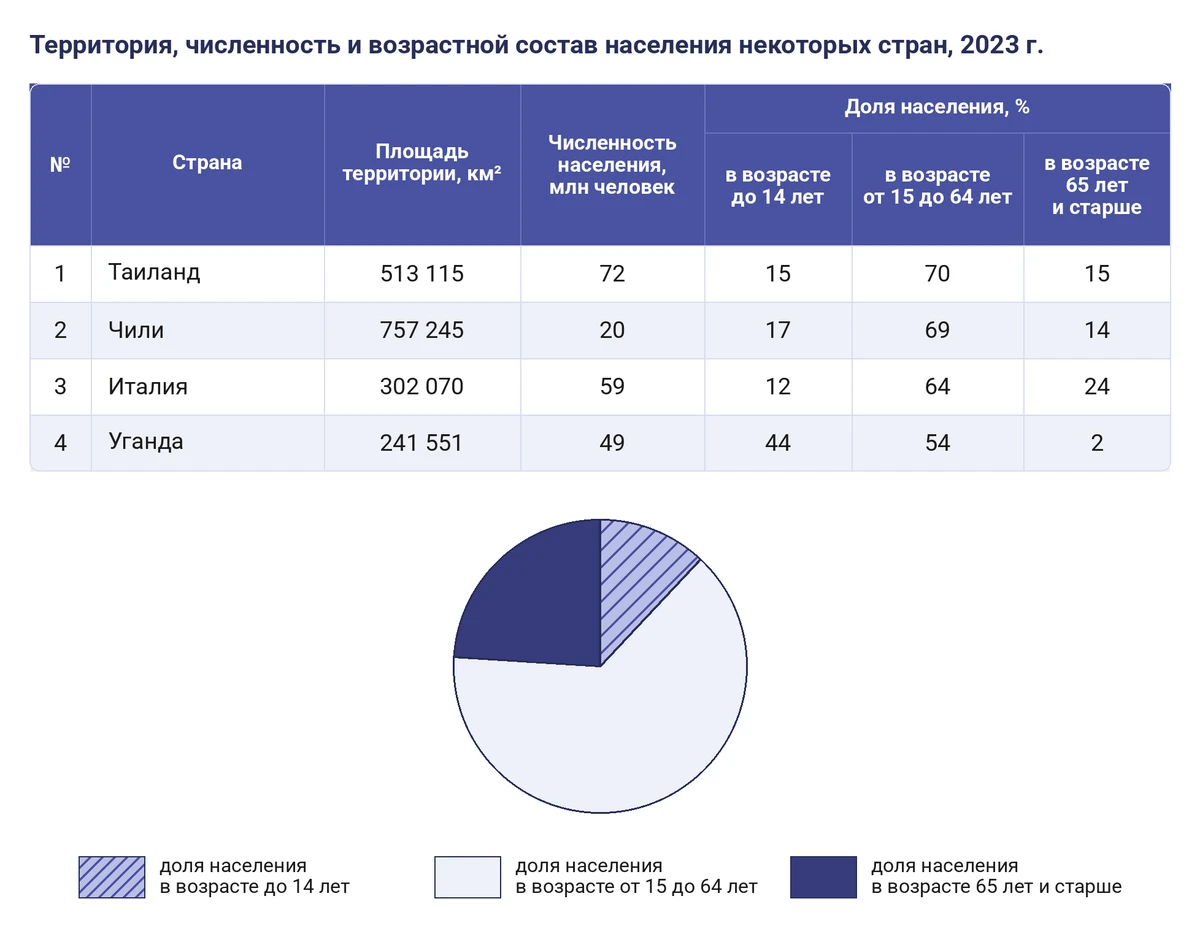 Территория, численность и возрастной состав населения некоторых стран, 2023 г.
№
Страна
Площадь
территории, км²
Численность
населения,
млн человек
Доля населения, %
в возрасте
до 14 лет
в возрасте
от 15 до 64 лет
в возрасте
65 лет
и старше
1 Таиланд 513 115 72 15 70 15
2 Чили 757 245 20 17 69 14
3 Италия 302 070 59 12 64 24
4 Уганда 241 551 49 44 54 2
доля населения
в возрасте до 14 лет
доля населения
в возрасте от 15 до 64 лет
доля населения
в возрасте 65 лет и старше